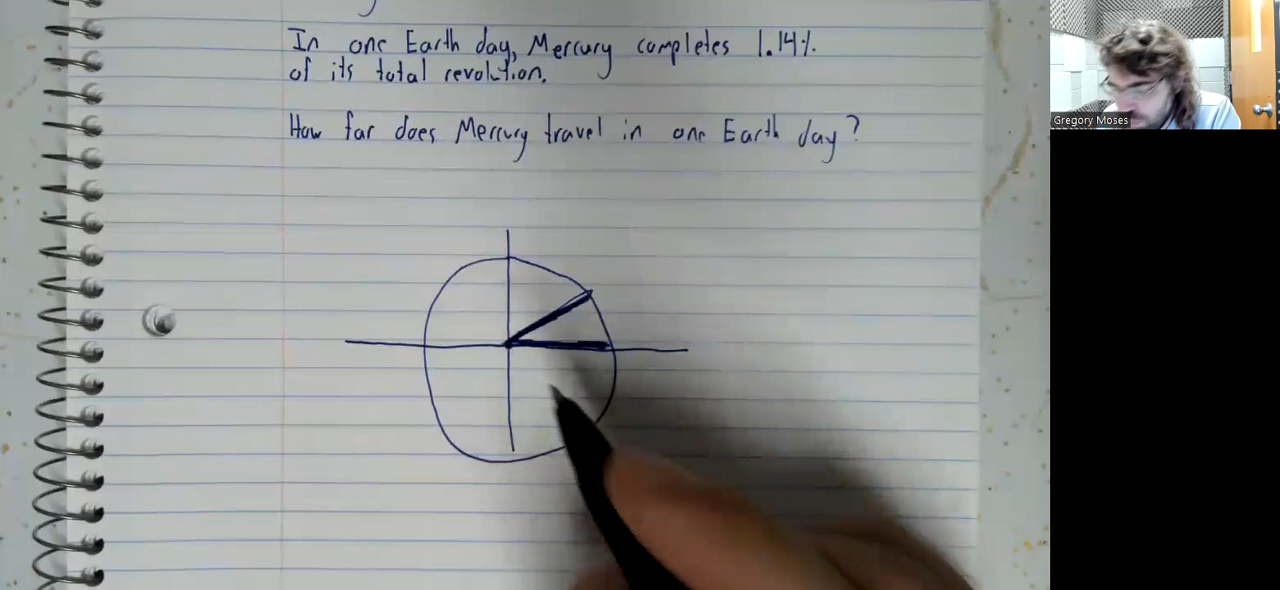 In one Earth day, Mercury completes 1.14%
of its total revolution.
How far does Mercury travel in one Earth day?
Gregory Moses